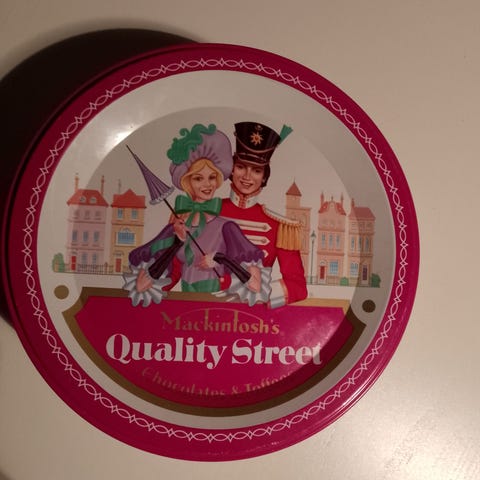 Mackintosh's
Quality Street
Chocolates & Toffees